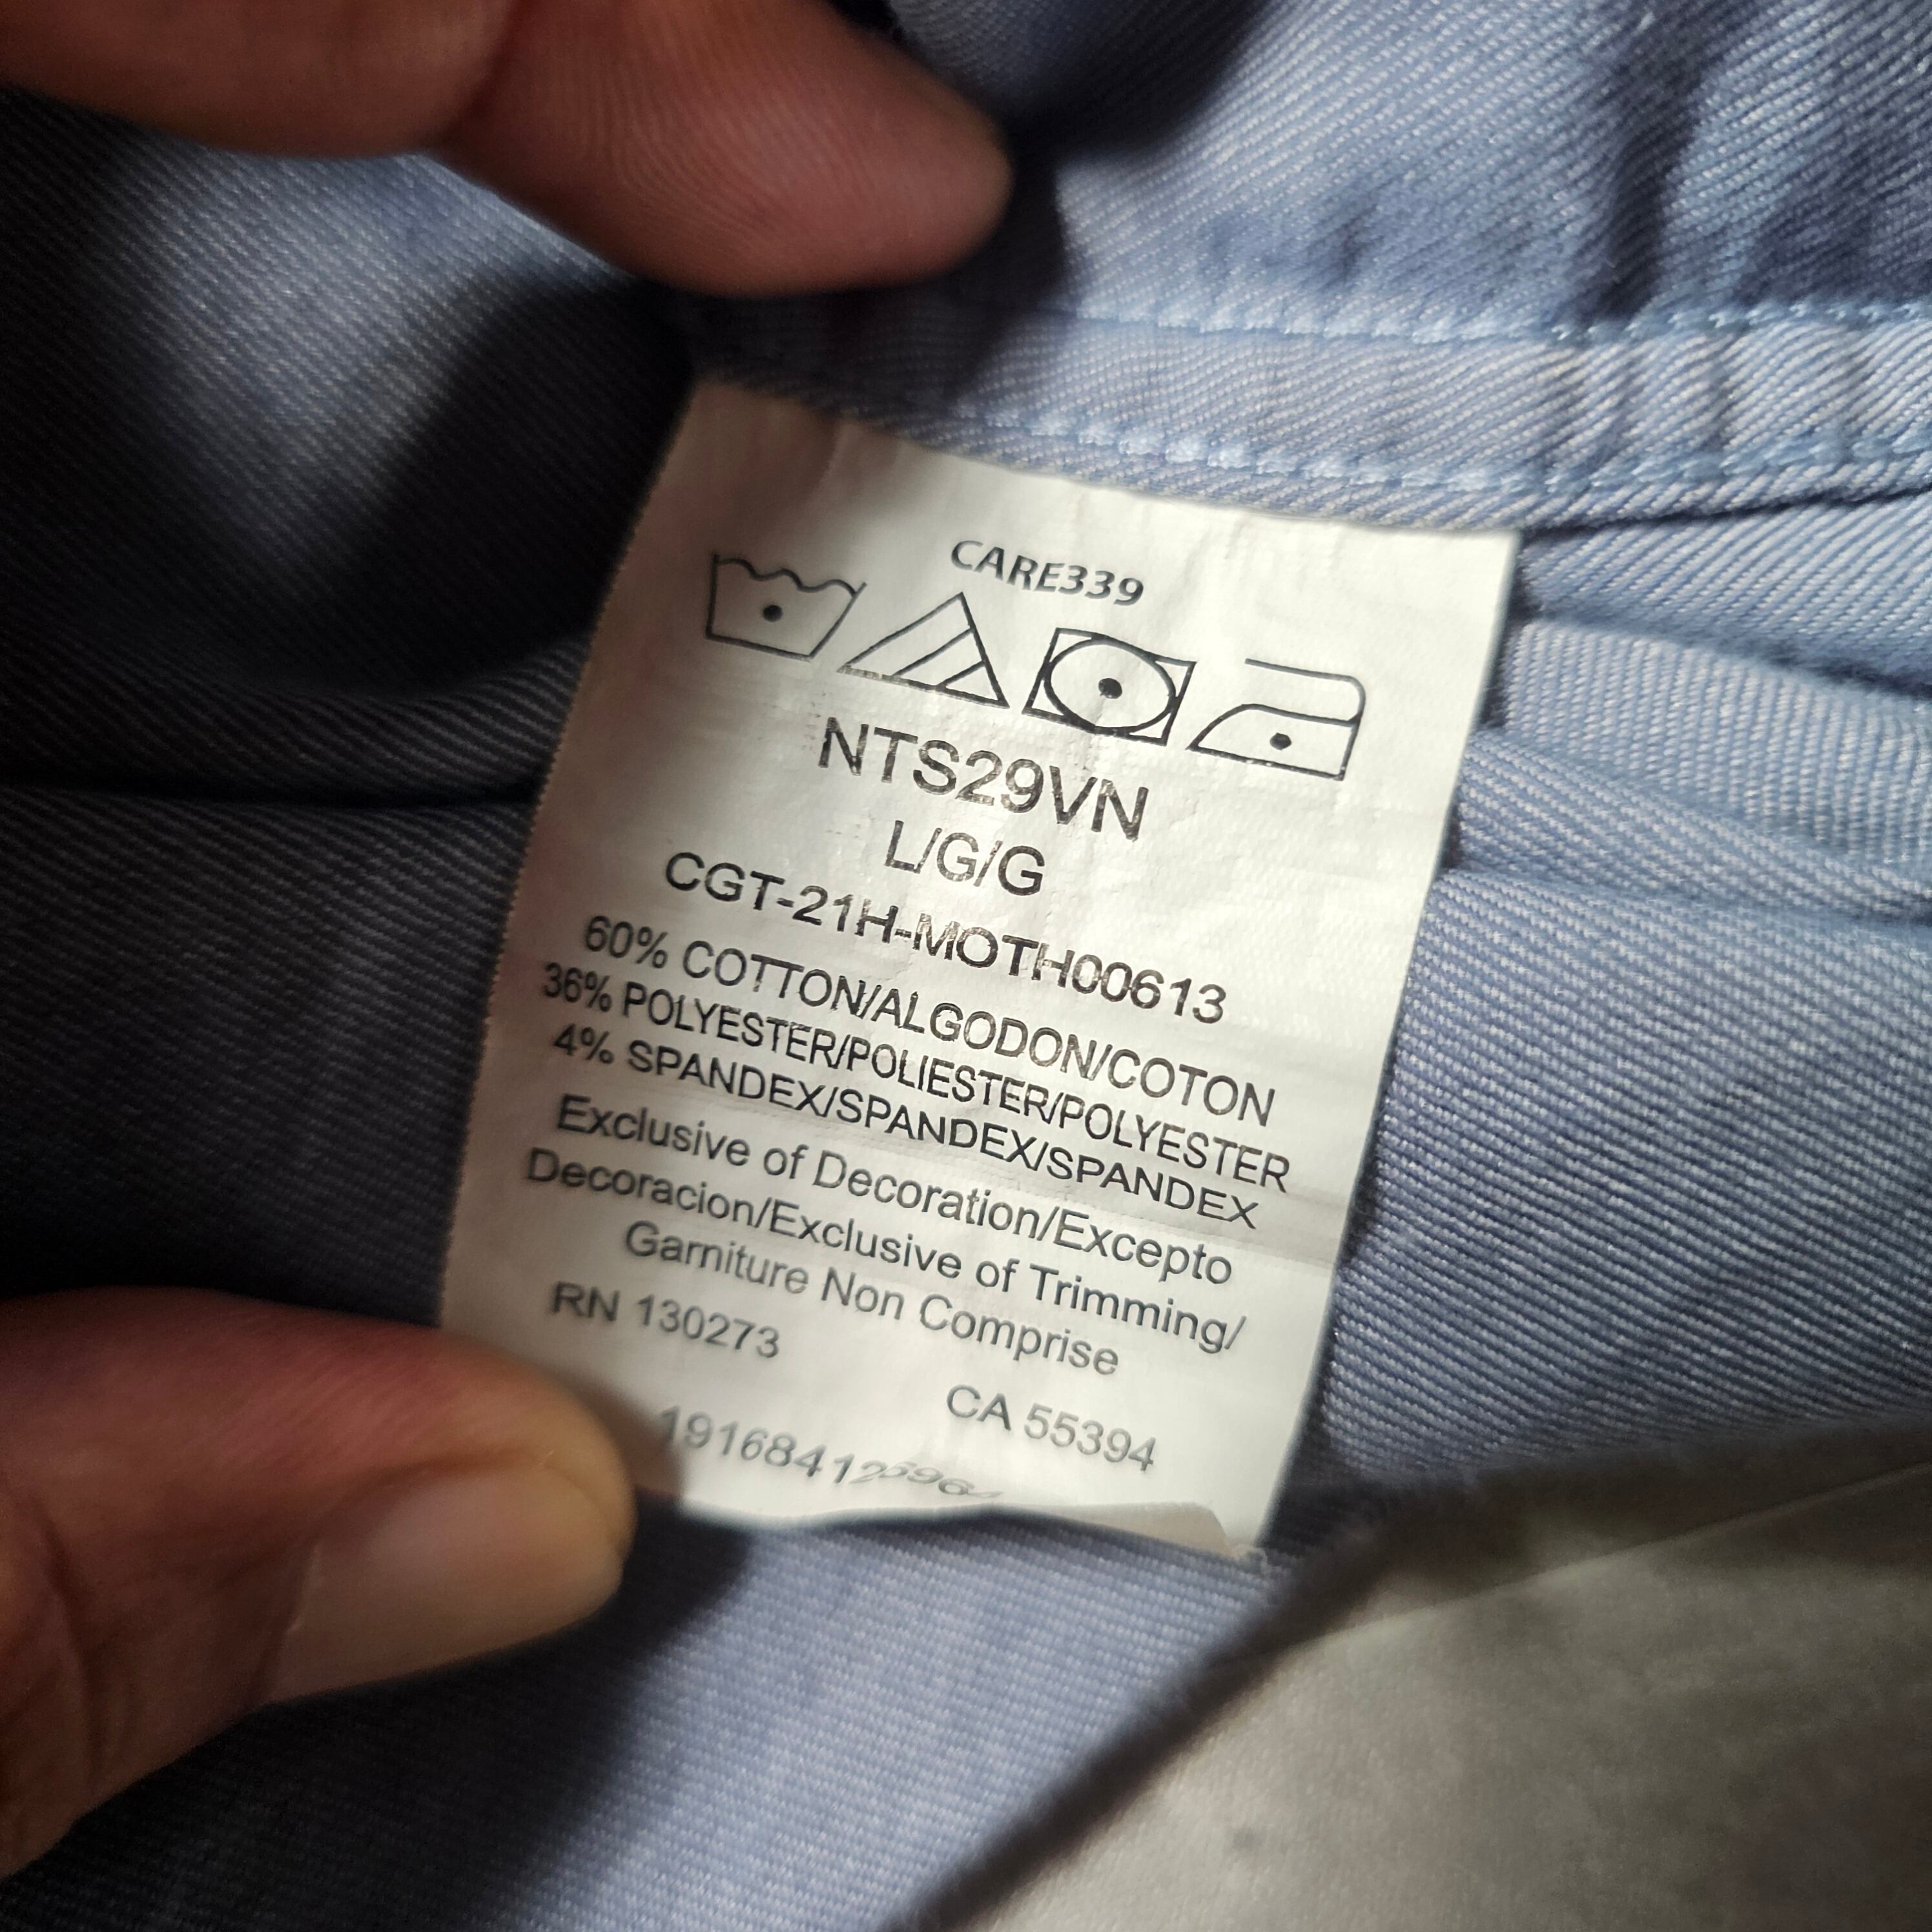 CARE339
NTS29VN
L/G/G
CGT-21H-MOTH00613
60% COTTON/ALGODON/COTON
36% POLYESTER/POLIESTER/POLYESTER
4% SPANDEX/SPANDEX/SPANDEX
Exclusive of Decoration/Excepto
Decoracion/Exclusive of Trimming/
Garniture Non Comprise
RN 130273
CA 55394